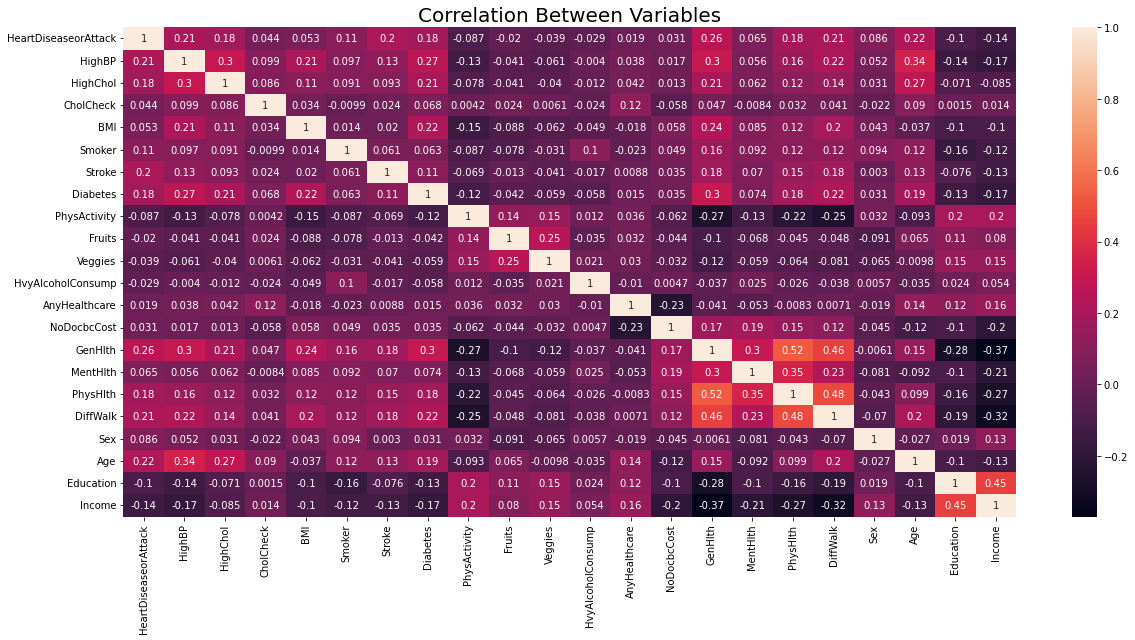 Correlation Between Variables
HeartDiseaseorAttack 1 0.21 0.18 0.044 0.053 0.11 0.2 0.18 -0.087 -0.02 -0.039 -0.029 0.019 0.031 0.26 0.065 0.18 0.21 0.086 0.22 -0.1 -0.14
HighBP 0.21 1 0.3 0.099 0.21 0.097 0.13 0.27 -0.13 -0.041 -0.061 -0.004 0.038 0.017 0.3 0.056 0.16 0.22 0.052 0.34 -0.14 -0.17
HighChol 0.18 0.3 1 0.086 0.11 0.091 0.093 0.21 -0.078 -0.041 -0.04 -0.012 0.042 0.013 0.21 0.062 0.12 0.14 0.031 0.27 -0.071 -0.085
CholCheck 0.044 0.099 0.086 1 0.034 -0.0099 0.024 0.068 0.0042 0.024 0.0061 -0.024 0.12 -0.058 0.047 -0.0084 0.032 0.041 -0.022 0.09 0.0015 0.014
BMI 0.053 0.21 0.11 0.034 1 0.014 0.02 0.22 -0.15 -0.088 -0.062 -0.049 -0.018 0.058 0.24 0.085 0.12 0.2 0.043 -0.037 -0.1 -0.1
Smoker 0.11 0.097 0.091 -0.0099 0.014 1 0.061 0.063 -0.087 -0.078 -0.031 0.1 -0.023 0.049 0.16 0.092 0.12 0.12 0.094 0.12 -0.16 -0.12
Stroke 0.2 0.13 0.093 0.024 0.02 0.061 1 0.11 -0.069 -0.013 -0.041 -0.017 0.0088 0.035 0.18 0.07 0.15 0.18 0.003 0.13 -0.076 -0.13
Diabetes 0.18 0.27 0.21 0.068 0.22 0.063 0.11 1 -0.12 -0.042 -0.059 -0.058 0.015 0.035 0.3 0.074 0.18 0.22 0.031 0.19 -0.13 -0.17
PhysActivity -0.087 -0.13 -0.078 0.0042 -0.15 -0.087 -0.069 -0.12 1 0.14 0.15 0.012 0.036 -0.062 -0.27 -0.13 -0.22 -0.25 0.032 -0.093 0.2 0.2
Fruits -0.02 -0.041 -0.041 0.024 -0.088 -0.078 -0.013 -0.042 0.14 1 0.25 -0.035 0.032 -0.044 -0.1 -0.068 -0.045 -0.048 -0.091 0.065 0.11 0.08
Veggies -0.039 -0.061 -0.04 0.0061 -0.062 -0.031 -0.041 -0.059 0.15 0.25 1 0.021 0.03 -0.032 -0.12 -0.059 -0.064 -0.081 -0.065 -0.0098 0.15 0.15
HvyAlcoholConsump -0.029 -0.004 -0.012 -0.024 -0.049 0.1 -0.017 -0.058 0.012 -0.035 0.021 1 -0.01 0.0047 -0.037 0.025 -0.026 -0.038 0.0057 -0.035 0.024 0.054
AnyHealthcare 0.019 0.038 0.042 0.12 -0.018 -0.023 0.0088 0.015 0.036 0.032 0.03 -0.01 1 -0.23 -0.041 -0.053 -0.0083 0.0071 -0.019 0.14 0.12 0.16
NoDocbcCost 0.031 0.017 0.013 -0.058 0.058 0.049 0.035 0.035 -0.062 -0.044 -0.032 0.0047 -0.23 1 0.17 0.19 0.15 0.12 -0.045 -0.12 -0.1 -0.2
GenHlth 0.26 0.3 0.21 0.047 0.24 0.16 0.18 0.3 -0.27 -0.1 -0.12 -0.037 -0.041 0.17 1 0.3 0.52 0.46 -0.0061 0.15 -0.28 -0.37
MentHlth 0.065 0.056 0.062 -0.0084 0.085 0.092 0.07 0.074 -0.13 -0.068 -0.059 0.025 -0.053 0.19 0.3 1 0.35 0.23 -0.081 -0.092 -0.1 -0.21
PhysHlth 0.18 0.16 0.12 0.032 0.12 0.12 0.15 0.18 -0.22 -0.045 -0.064 -0.026 -0.0083 0.15 0.52 0.35 1 0.48 -0.043 0.099 -0.16 -0.27
DiffWalk 0.21 0.22 0.14 0.041 0.2 0.12 0.18 0.22 -0.25 -0.048 -0.081 -0.038 0.0071 0.12 0.46 0.23 0.48 1 -0.07 0.2 -0.19 -0.32
Sex 0.086 0.052 0.031 -0.022 0.043 0.094 0.003 0.031 0.032 -0.091 -0.065 0.0057 -0.019 -0.045 -0.0061 -0.081 -0.043 -0.07 1 -0.027 0.019 0.13
Age 0.22 0.34 0.27 0.09 -0.037 0.12 0.13 0.19 -0.093 0.065 -0.0098 -0.035 0.14 -0.12 0.15 -0.092 0.099 0.2 -0.027 1 -0.1 -0.13
Education -0.1 -0.14 -0.071 0.0015 -0.1 -0.16 -0.076 -0.13 0.2 0.11 0.15 0.024 0.12 -0.1 -0.28 -0.1 -0.16 -0.19 0.019 -0.1 1 0.45
Income -0.14 -0.17 -0.085 0.014 -0.1 -0.12 -0.13 -0.17 0.2 0.08 0.15 0.054 0.16 -0.2 -0.37 -0.21 -0.27 -0.32 0.13 -0.13 0.45 1
HeartDiseaseorAttack
HighBP
HighChol
CholCheck
BMI
Smoker
Stroke
Diabetes
PhysActivity
Fruits
Veggies
HvyAlcoholConsump
AnyHealthcare
NoDocbcCost
GenHlth
MentHlth
PhysHlth
DiffWalk
Sex
Age
Education
Income
1.0
0.8
0.6
0.4
0.2
0.0
−0.2